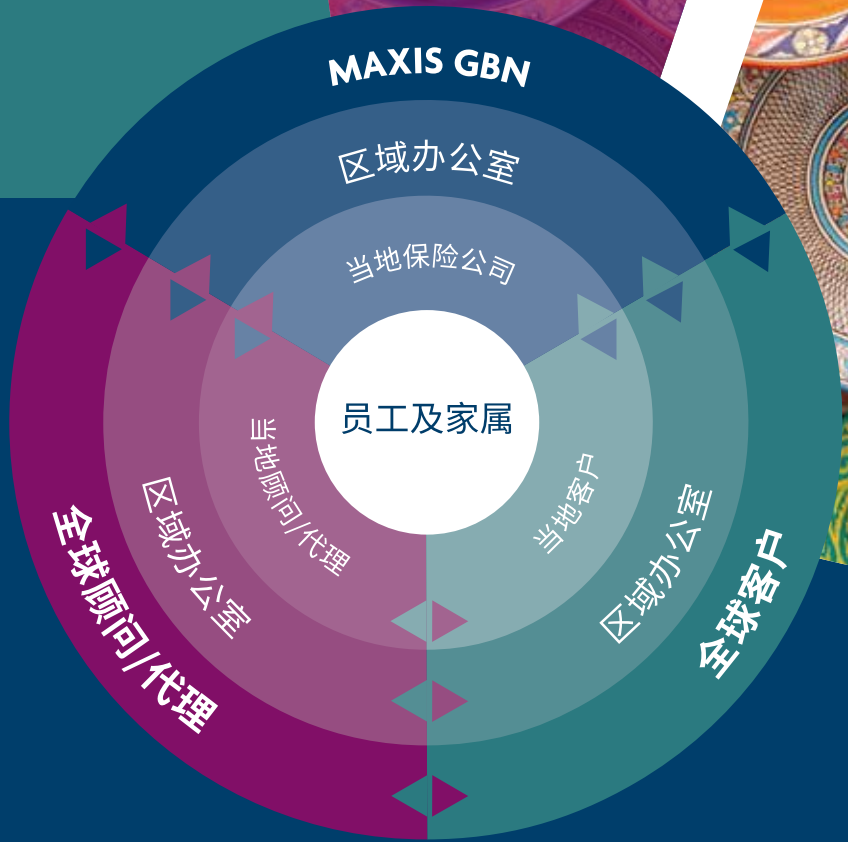 MAXIS GBN
区域办公室
当地保险公司
员工及家属
当地顾问/代理
区域办公室
全球顾问/代理
当地客户
区域办公室
全球客户